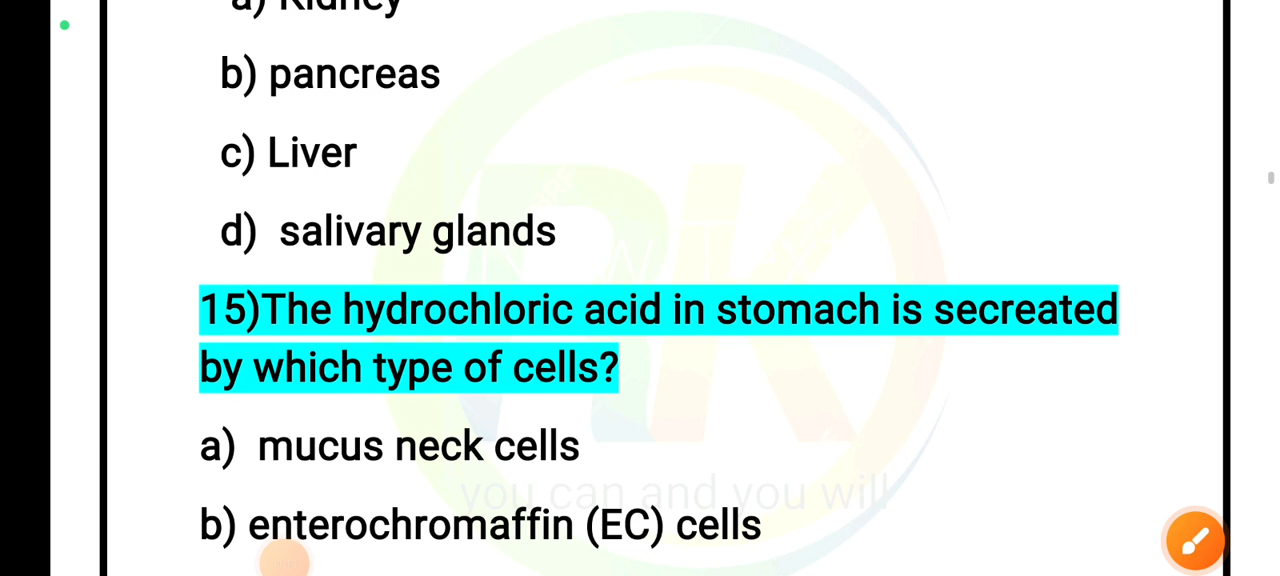 a) Kidney
b) pancreas
c) Liver
d) salivary glands
15)The hydrochloric acid in stomach is secreated
by which type of cells?
a) mucus neck cells
you can and you will
b) enterochromaffin (EC) cells